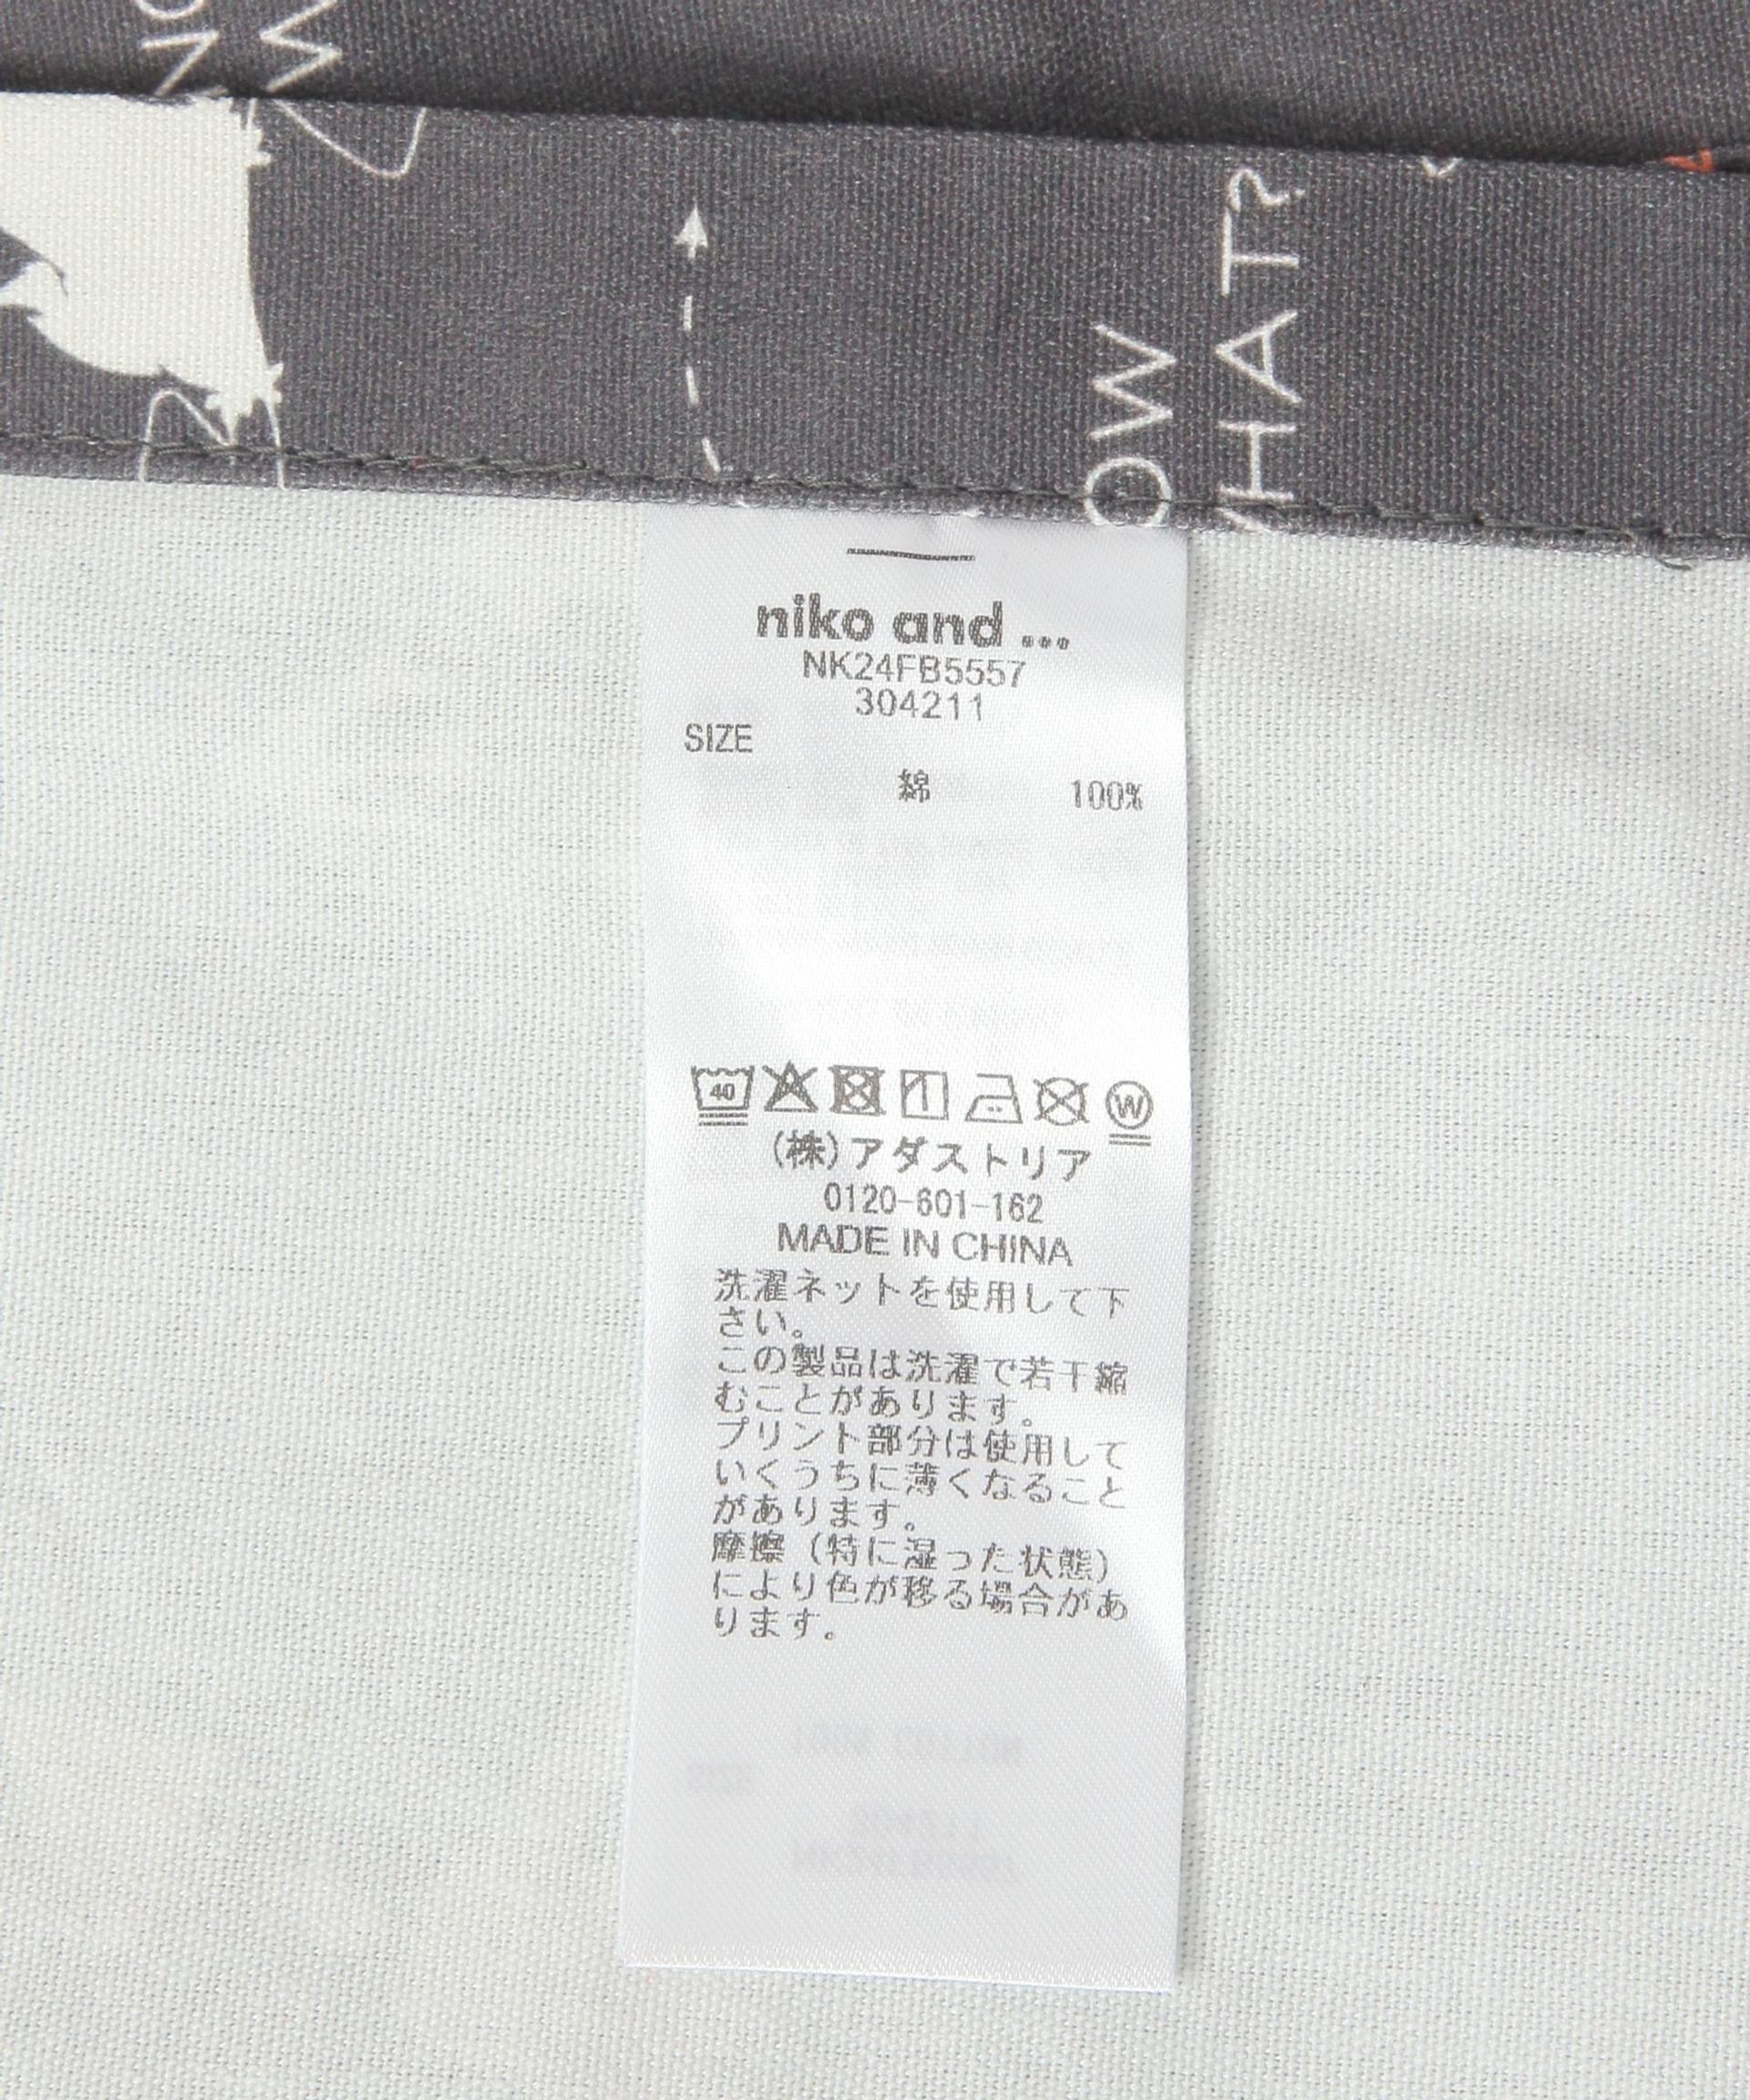 OW
WHAT?
niko and ...
NK24FB5557
304211
SIZE
綿 100%
40
W
(株)アダストリア
0120-601-162
MADE IN CHINA
洗濯ネットを使用して下
さい。
この製品は洗濯で若干縮
むことがあります。
プリント部分は使用して
いくうちに薄くなること
があります。
摩擦（特に湿った状態）
により色が移る場合があ
ります。